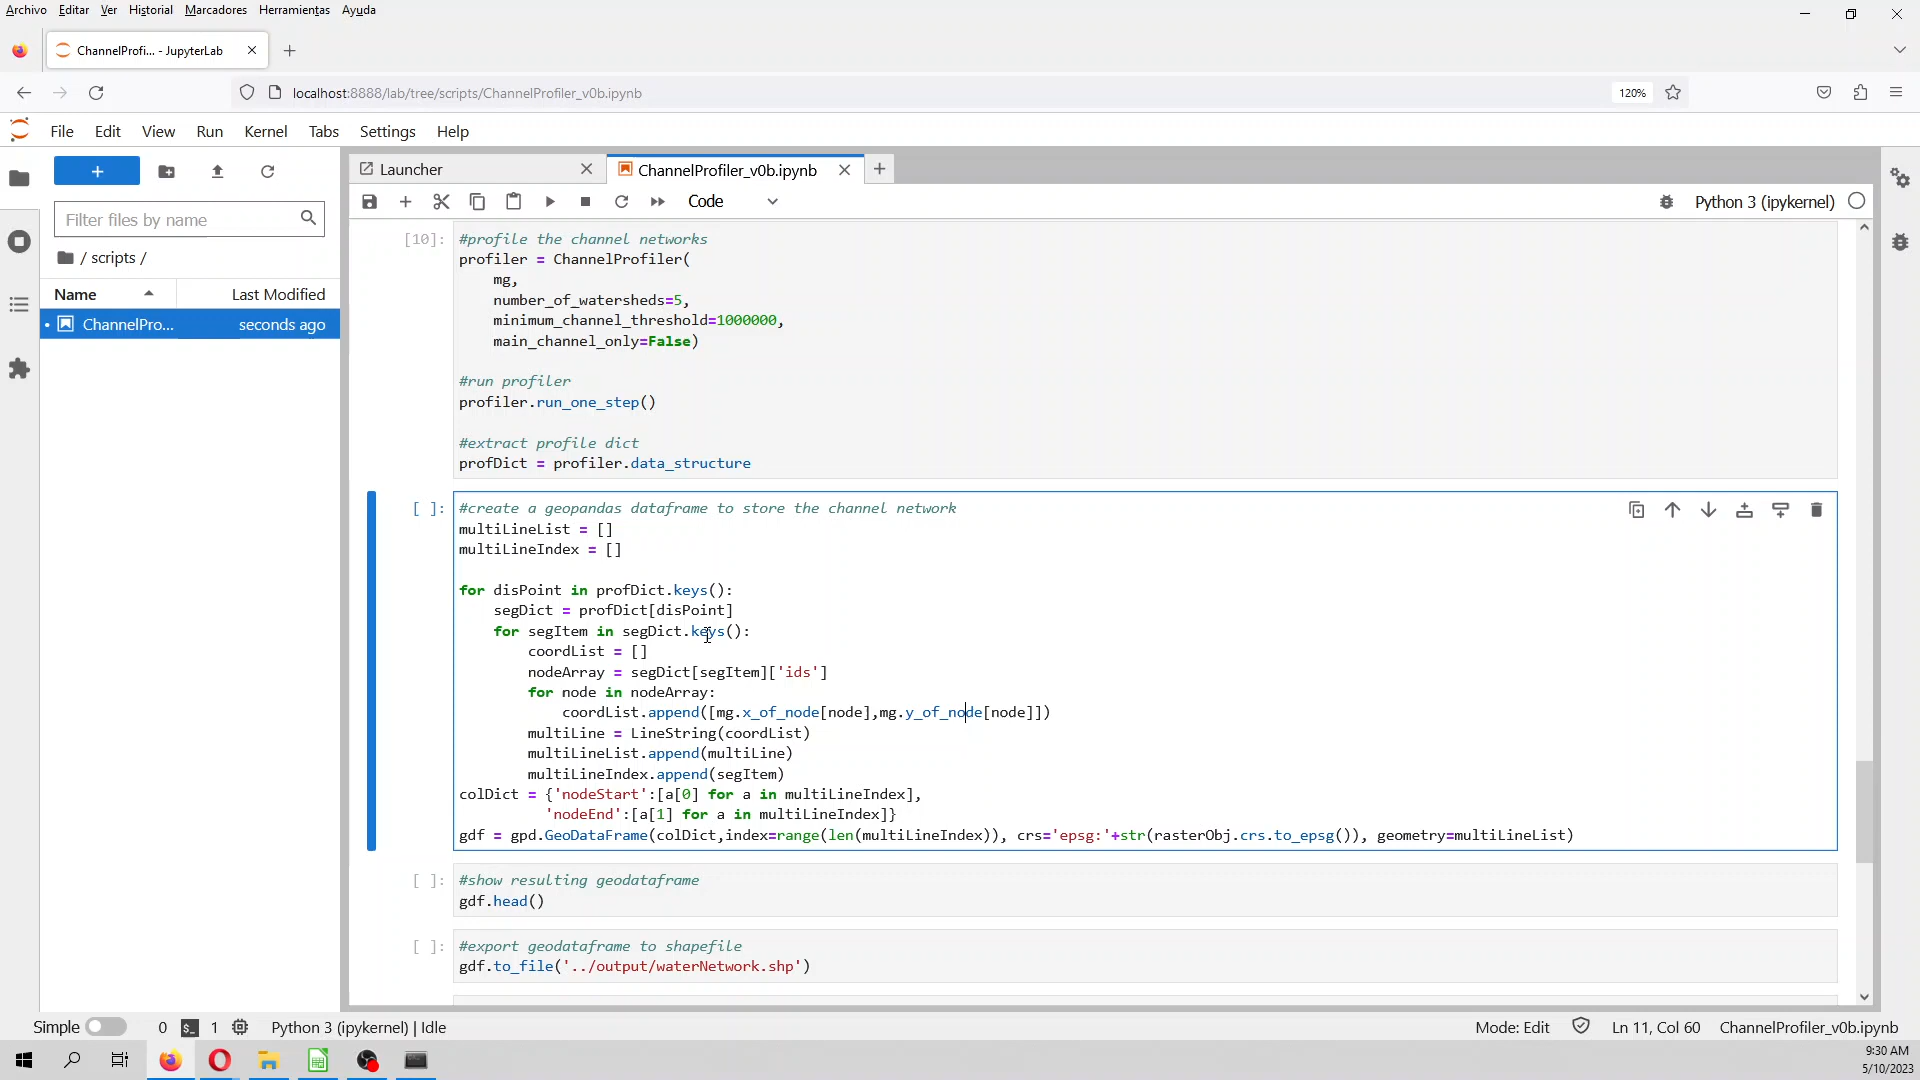 Archivo Editar Ver Historial Marcadores Herramientas Ayuda
ChannelProfi... - JupyterLab
localhost:8888/lab/tree/scripts/ChannelProfiler_v0b.ipynb
120%
File Edit View Run Kernel Tabs Settings Help
Launcher
ChannelProfiler_v0b.ipynb
Code
Python 3 (ipykernel)
Filter files by name
/ scripts /
Name Last Modified
ChannelPro... seconds ago
[10]:
#profile the channel networks
profiler = ChannelProfiler(
    mg,
    number_of_watersheds=5,
    minimum_channel_threshold=1000000,
    main_channel_only=False)
#run profiler
profiler.run_one_step()
#extract profile dict
profDict = profiler.data_structure
[ ]:
#create a geopandas dataframe to store the channel network
multiLineList = []
multiLineIndex = []
for disPoint in profDict.keys():
    segDict = profDict[disPoint]
    for segItem in segDict.keys():
        coordList = []
        nodeArray = segDict[segItem]['ids']
        for node in nodeArray:
            coordList.append([mg.x_of_node[node],mg.y_of_node[node]])
        multiLine = LineString(coordList)
        multiLineList.append(multiLine)
        multiLineIndex.append(segItem)
colDict = {'nodeStart':[a[0] for a in multiLineIndex],
          'nodeEnd':[a[1] for a in multiLineIndex]}
gdf = gpd.GeoDataFrame(colDict,index=range(len(multiLineIndex)), crs='epsg:'+str(rasterObj.crs.to_epsg()), geometry=multiLineList)
[ ]:
#show resulting geodataframe
gdf.head()
[ ]:
#export geodataframe to shapefile
gdf.to_file('../output/waterNetwork.shp')
Simple 0 $_ 1 Python 3 (ipykernel) | Idle
Mode: Edit Ln 11, Col 60 ChannelProfiler_v0b.ipynb
9:30 AM
5/10/2023